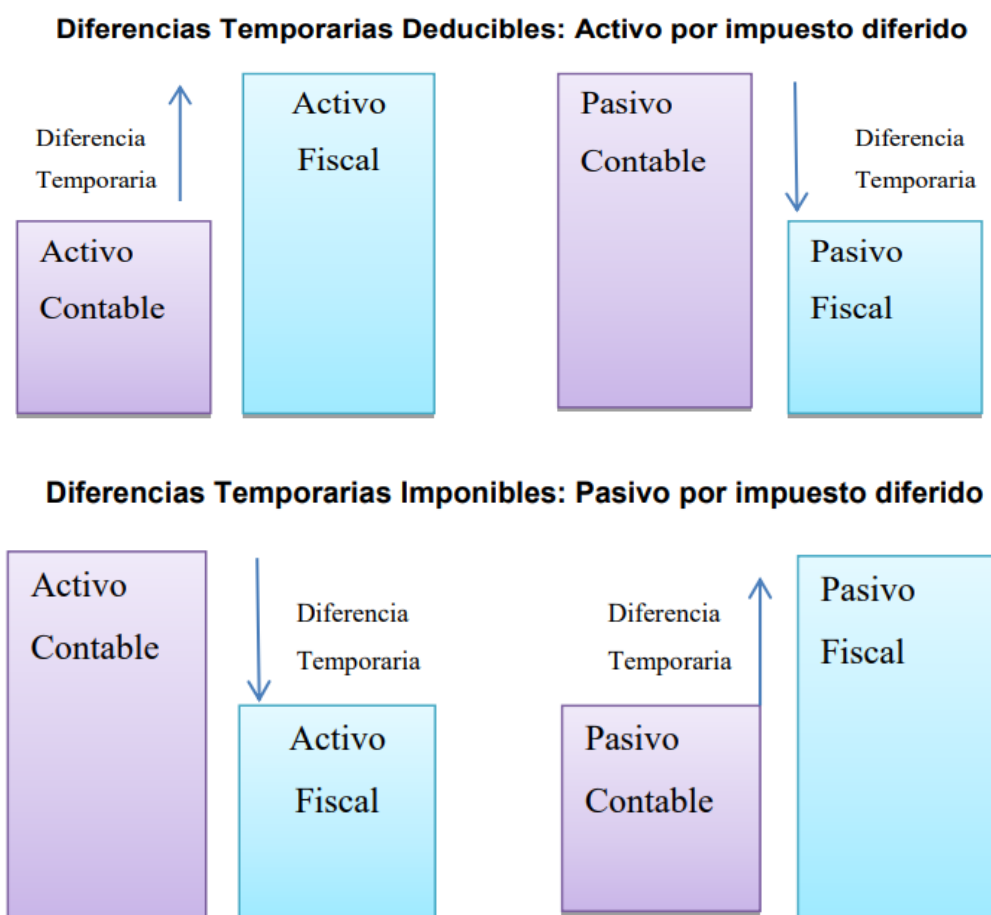 Diferencias Temporarias Deducibles: Activo por impuesto diferido
Diferencia
Temporaria
Activo
Contable
Activo
Fiscal
Pasivo
Contable
Diferencia
Temporaria
Pasivo
Fiscal
Diferencias Temporarias Imponibles: Pasivo por impuesto diferido
Activo
Contable
Diferencia
Temporaria
Activo
Fiscal
Diferencia
Temporaria
Pasivo
Contable
Pasivo
Fiscal